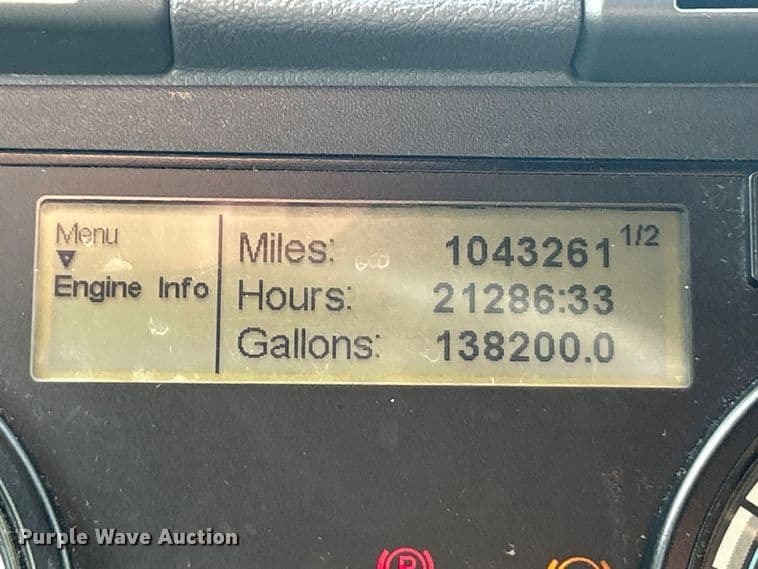 Menu
Engine Info
Miles: 1043261 1/2
Hours: 21286:33
Gallons: 138200.0
Purple Wave Auction
P